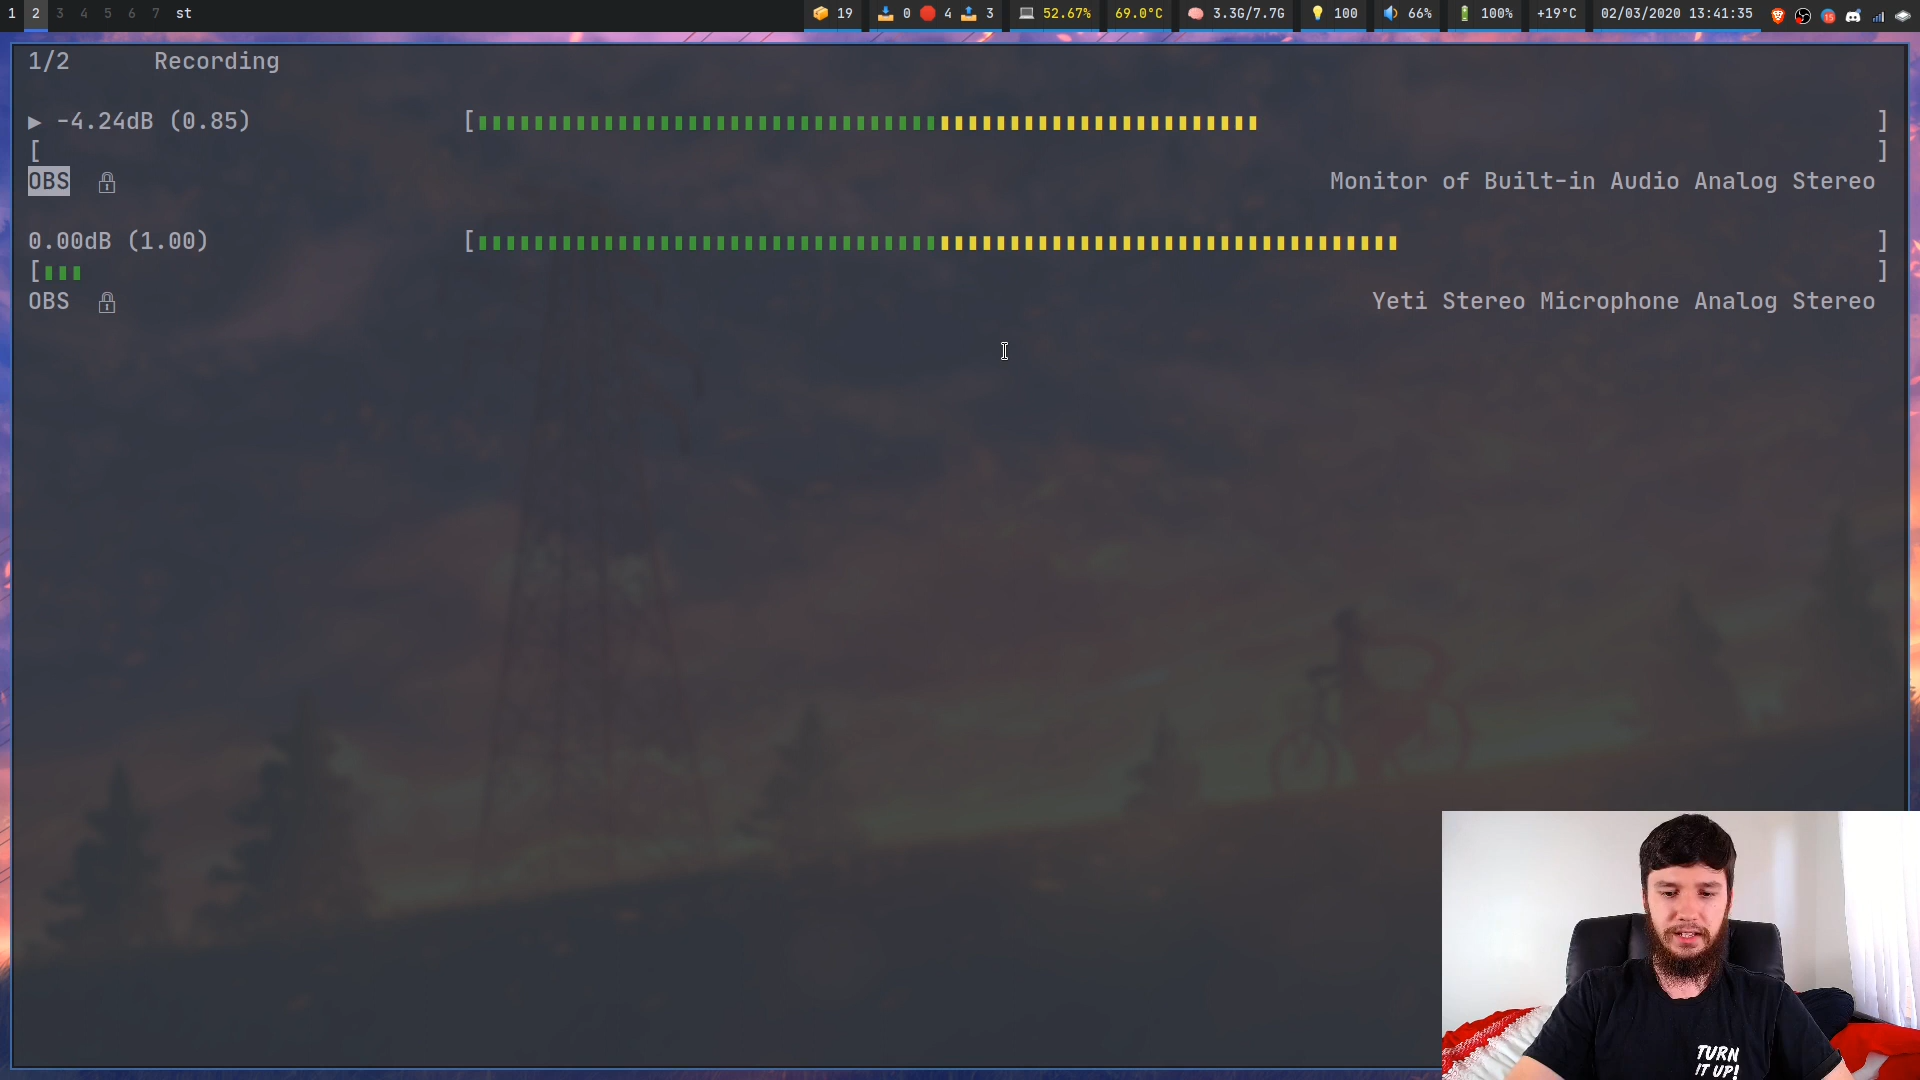 1 2 3 4 5 6 7 st 19 0 4 3 52.67% 69.0°C 3.3G/7.7G 100 66% 100% +19°C 02/03/2020 13:41:35
1/2 Recording
▶ -4.24dB (0.85) [ ]
[ ]
OBS Monitor of Built-in Audio Analog Stereo
0.00dB (1.00) [ ]
[ ]
OBS Yeti Stereo Microphone Analog Stereo
TURN
IT UP!